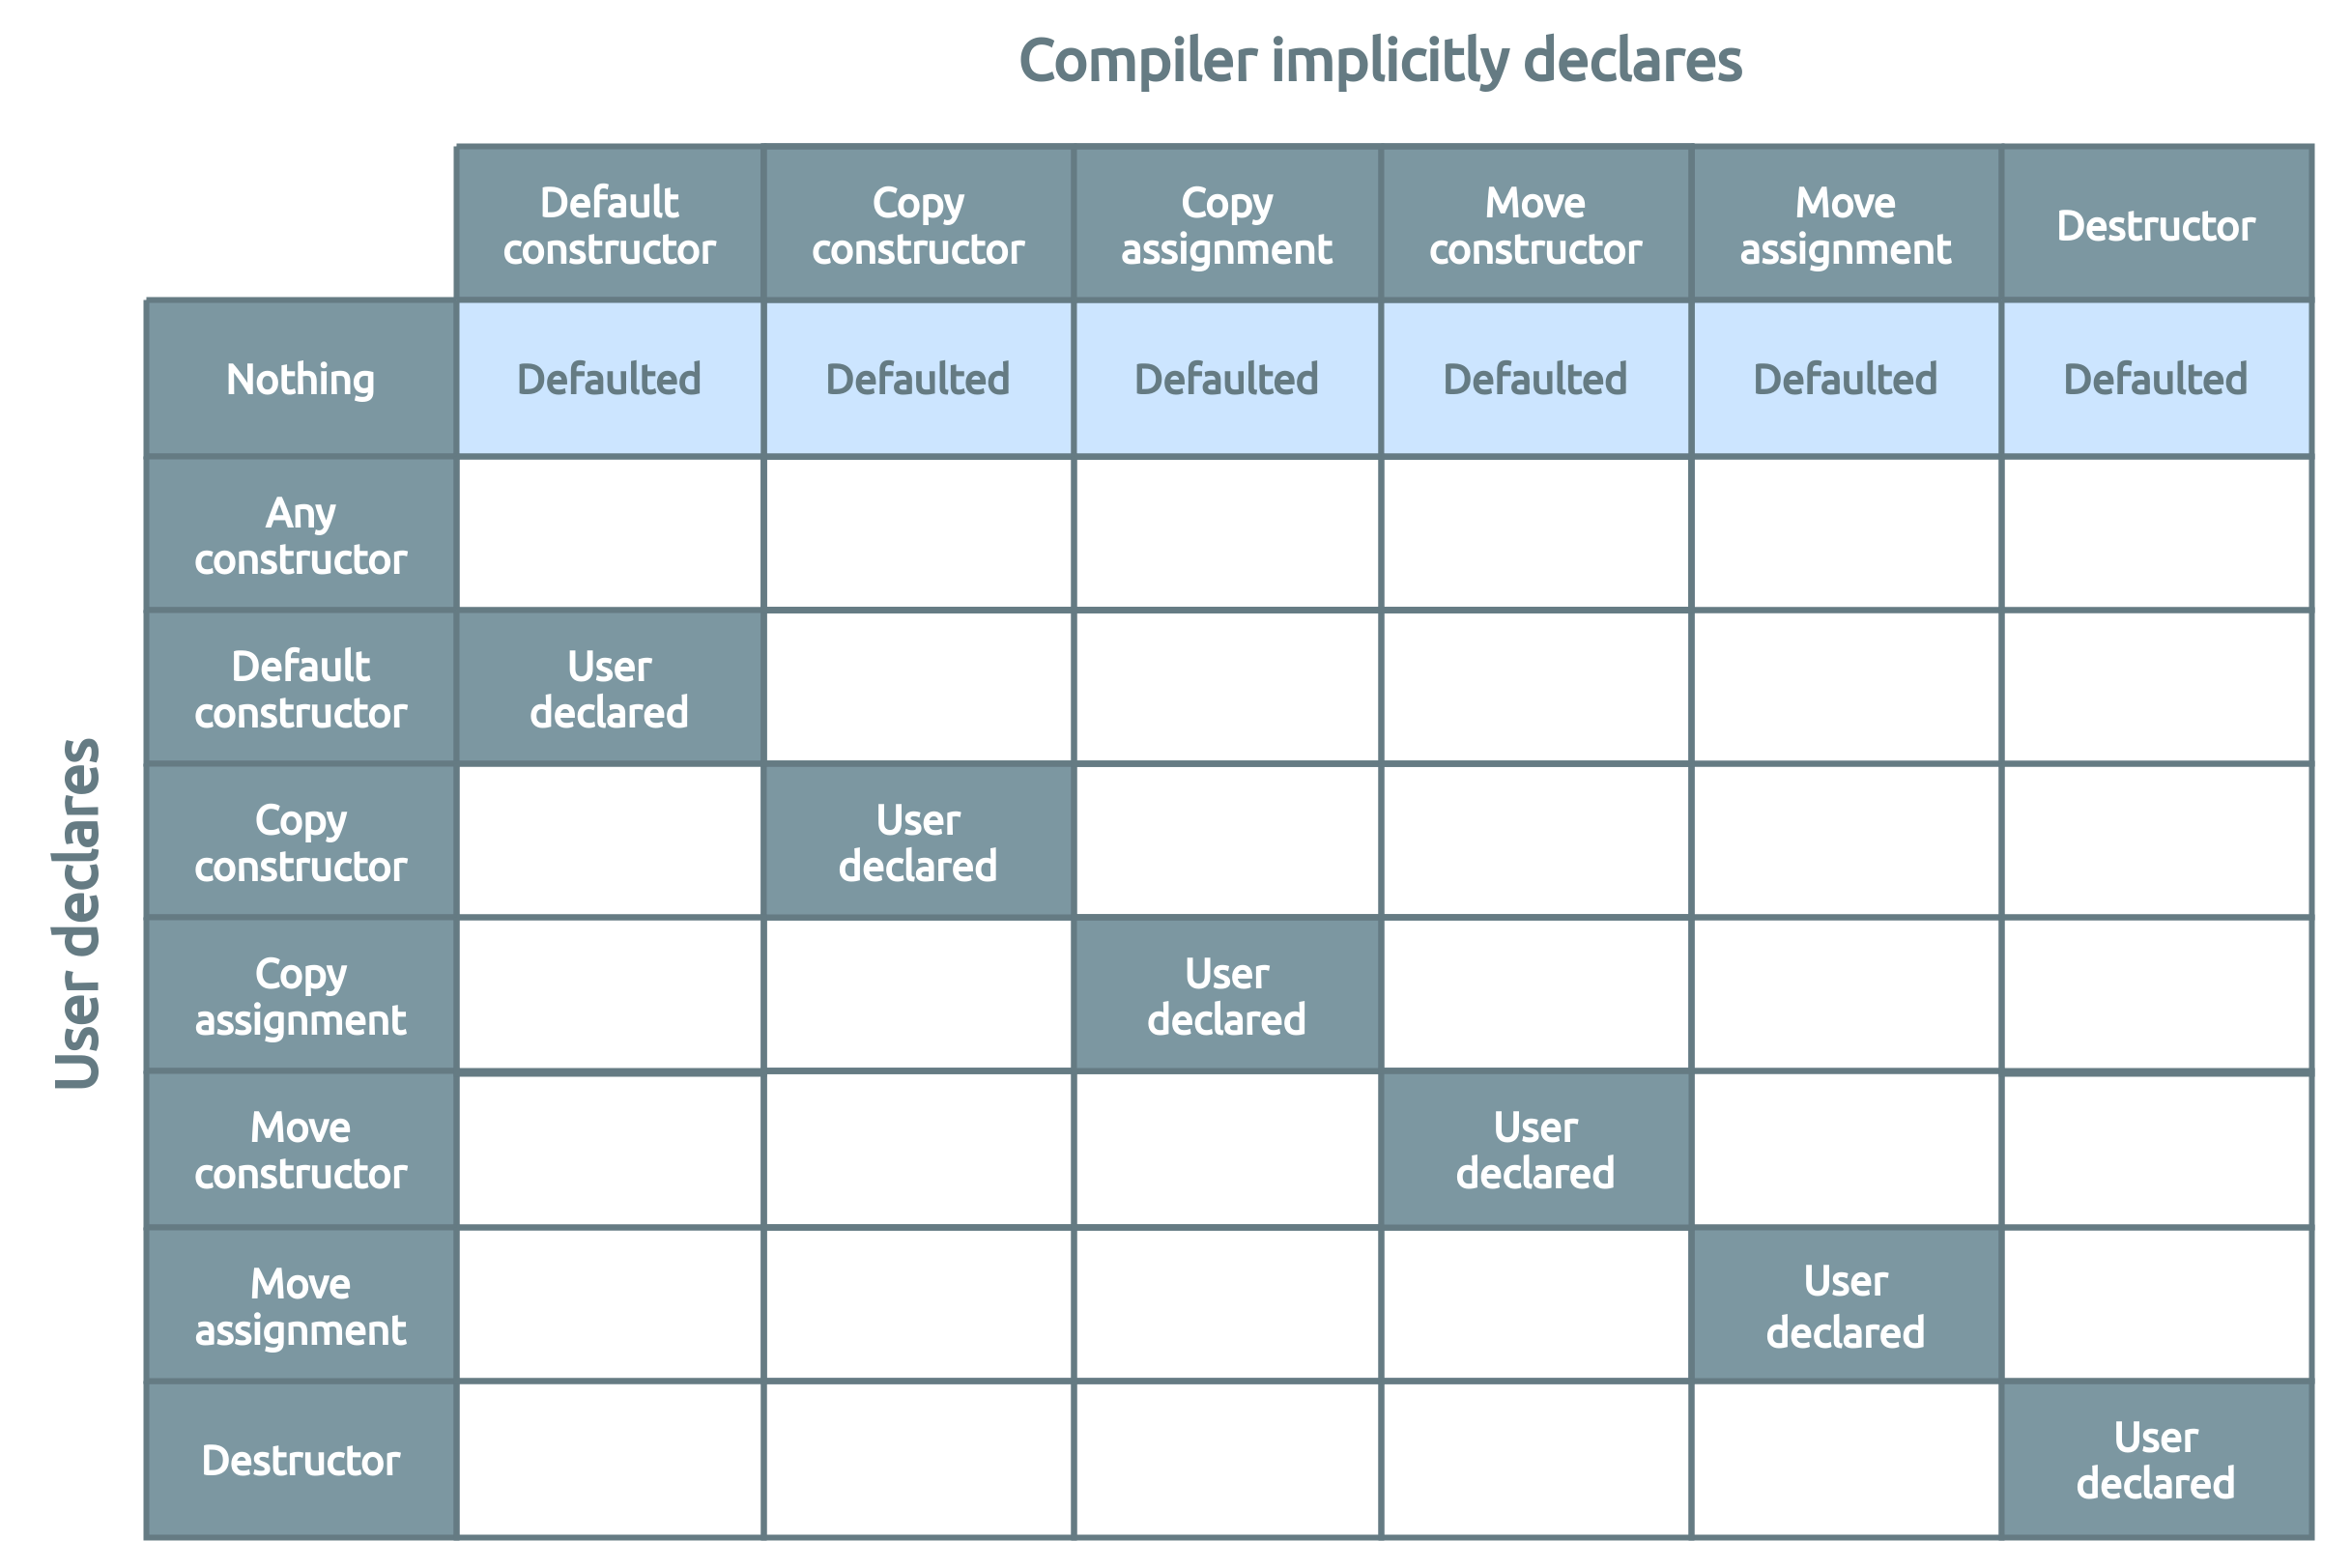 Compiler implicitly declares
Default
constructor
Copy
constructor
Copy
assignment
Move
constructor
Move
assignment
Destructor
Nothing
Defaulted
Defaulted
Defaulted
Defaulted
Defaulted
Defaulted
Any
constructor
Default
constructor
User
declared
Copy
constructor
User
declared
Copy
assignment
User
declared
Move
constructor
User
declared
Move
assignment
User
declared
Destructor
User
declared
User declares